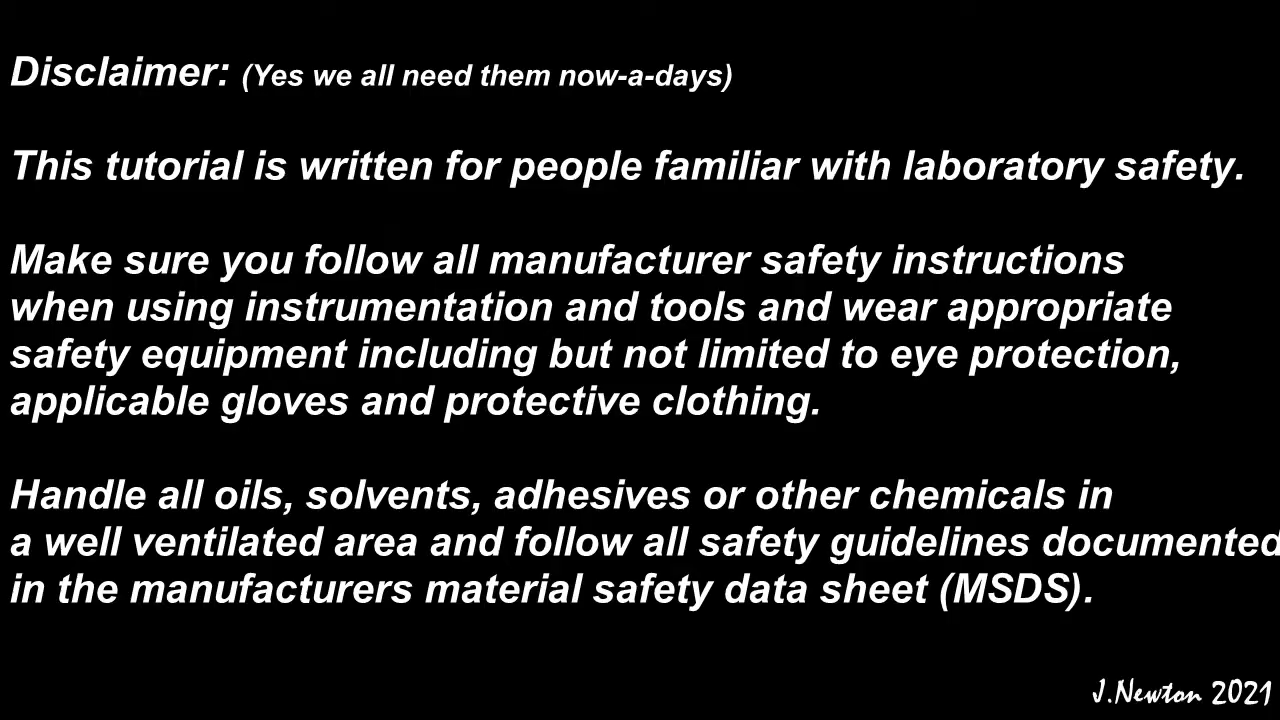 Disclaimer: (Yes we all need them now-a-days)
This tutorial is written for people familiar with laboratory safety.
Make sure you follow all manufacturer safety instructions
when using instrumentation and tools and wear appropriate
safety equipment including but not limited to eye protection,
applicable gloves and protective clothing.
Handle all oils, solvents, adhesives or other chemicals in
a well ventilated area and follow all safety guidelines documented
in the manufacturers material safety data sheet (MSDS).
J.Newton 2021